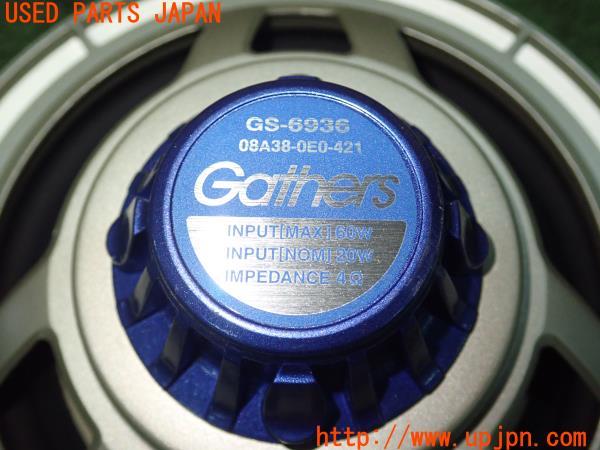 USED PARTS JAPAN
GS-6936
08A38-0E0-421
Gathers
INPUT[MAX] 60W
INPUT[NOM] 20W
IMPEDANCE 4Ω
http://www.upjpn.com